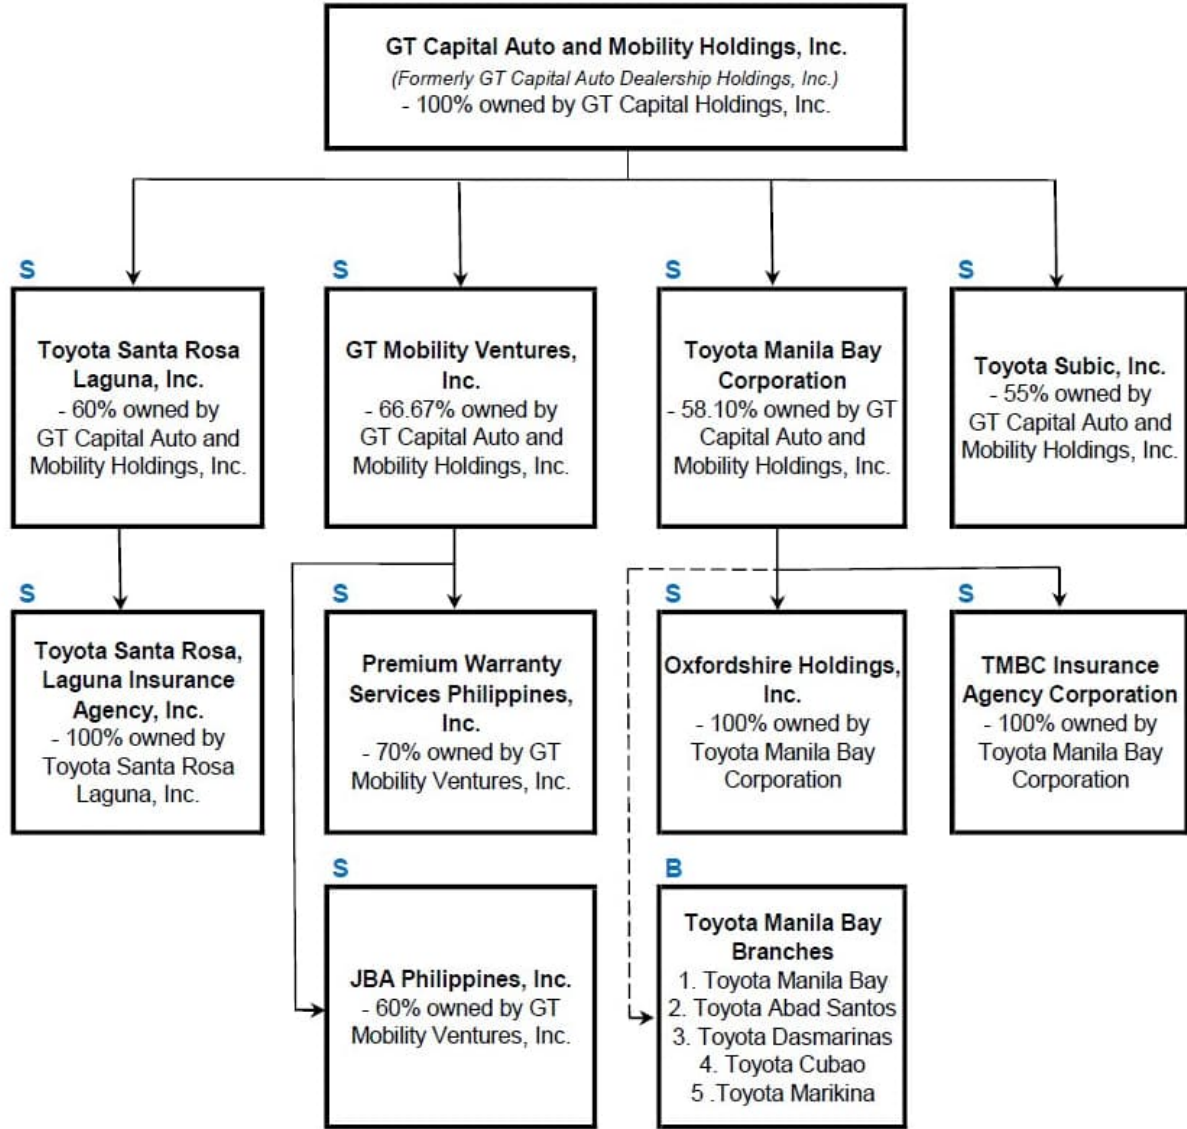 GT Capital Auto and Mobility Holdings, Inc.
(Formerly GT Capital Auto Dealership Holdings, Inc.)
- 100% owned by GT Capital Holdings, Inc.
S
Toyota Santa Rosa
Laguna, Inc.
- 60% owned by
GT Capital Auto and
Mobility Holdings, Inc.
S
GT Mobility Ventures,
Inc.
- 66.67% owned by
GT Capital Auto and
Mobility Holdings, Inc.
S
Toyota Manila Bay
Corporation
- 58.10% owned by GT
Capital Auto and
Mobility Holdings, Inc.
S
Toyota Subic, Inc.
- 55% owned by
GT Capital Auto and
Mobility Holdings, Inc.
S
Toyota Santa Rosa,
Laguna Insurance
Agency, Inc.
- 100% owned by
Toyota Santa Rosa
Laguna, Inc.
S
Premium Warranty
Services Philippines,
Inc.
- 70% owned by GT
Mobility Ventures, Inc.
S
Oxfordshire Holdings,
Inc.
- 100% owned by
Toyota Manila Bay
Corporation
S
TMBC Insurance
Agency Corporation
- 100% owned by
Toyota Manila Bay
Corporation
S
JBA Philippines, Inc.
- 60% owned by GT
Mobility Ventures, Inc.
B
Toyota Manila Bay
Branches
1. Toyota Manila Bay
2. Toyota Abad Santos
3. Toyota Dasmarinas
4. Toyota Cubao
5 .Toyota Marikina